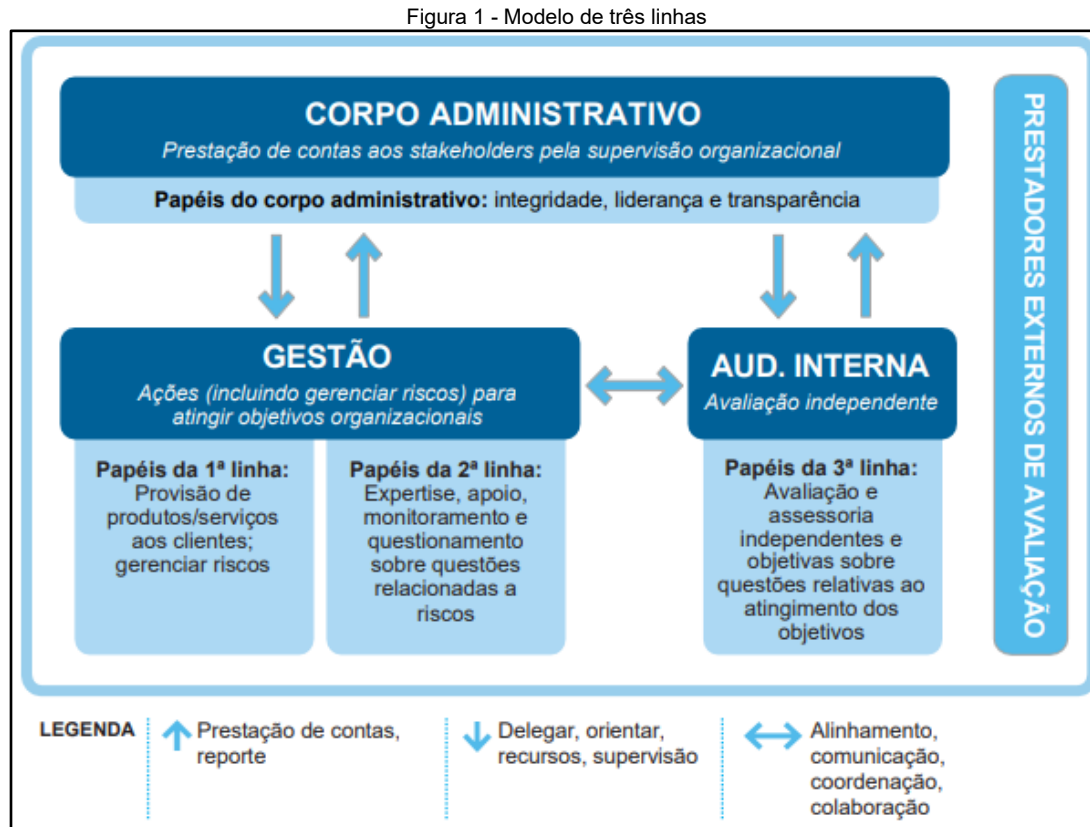 Figura 1 - Modelo de três linhas
CORPO ADMINISTRATIVO
Prestação de contas aos stakeholders pela supervisão organizacional
Papéis do corpo administrativo: integridade, liderança e transparência
GESTÃO
Ações (incluindo gerenciar riscos) para
atingir objetivos organizacionais
Papéis da 1ª linha:
Provisão de
produtos/serviços
aos clientes;
gerenciar riscos
Papéis da 2ª linha:
Expertise, apoio,
monitoramento e
questionamento
sobre questões
relacionadas a
riscos
AUD. INTERNA
Avaliação independente
Papéis da 3ª linha:
Avaliação e
assessoria
independentes e
objetivas sobre
questões relativas ao
atingimento dos
objetivos
PRESTADORES EXTERNOS DE AVALIAÇÃO
LEGENDA
Prestação de contas,
reporte
Delegar, orientar,
recursos, supervisão
Alinhamento,
comunicação,
coordenação,
colaboração